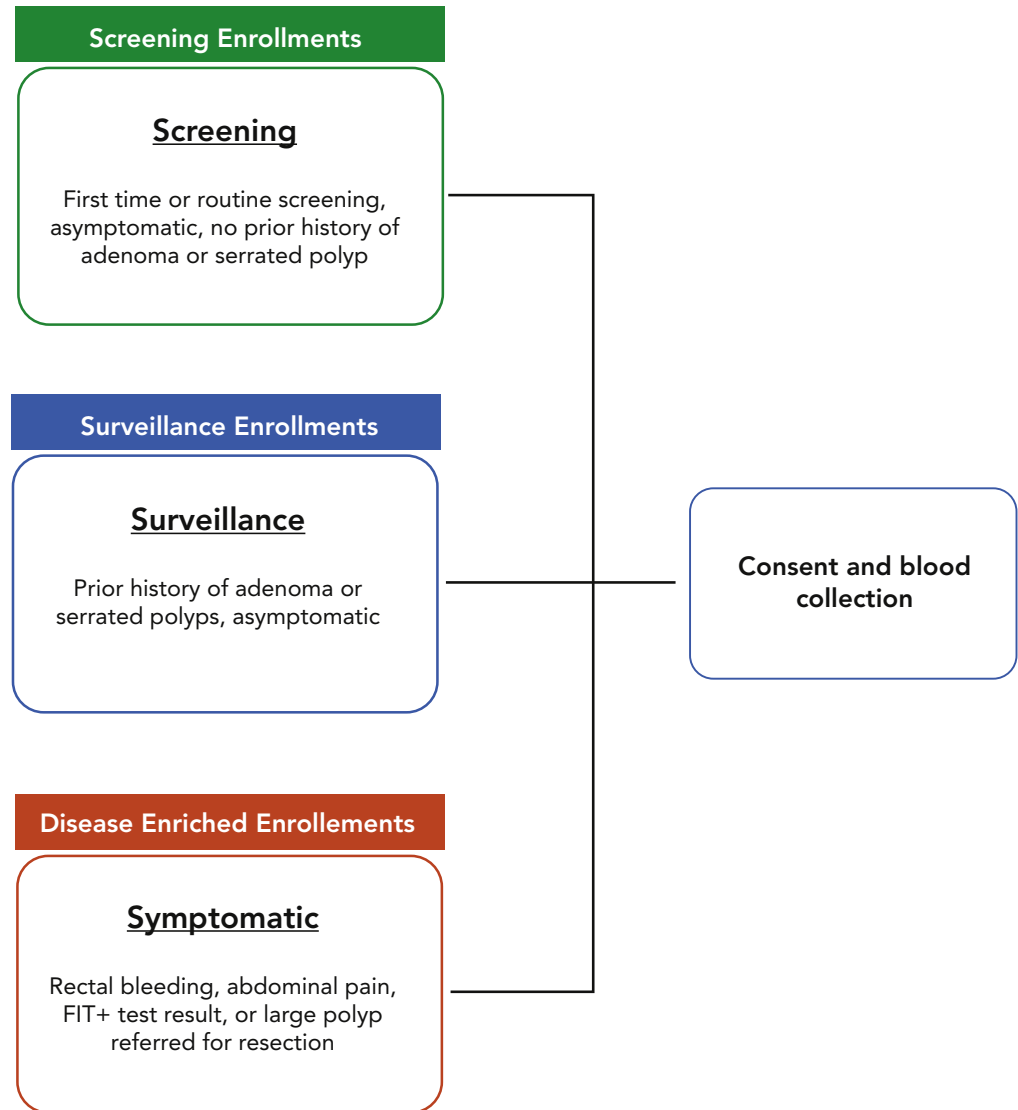 Screening Enrollments
Screening
First time or routine screening,
asymptomatic, no prior history of
adenoma or serrated polyp
Surveillance Enrollments
Surveillance
Prior history of adenoma or
serrated polyps, asymptomatic
Consent and blood
collection
Disease Enriched Enrollements
Symptomatic
Rectal bleeding, abdominal pain,
FIT+ test result, or large polyp
referred for resection